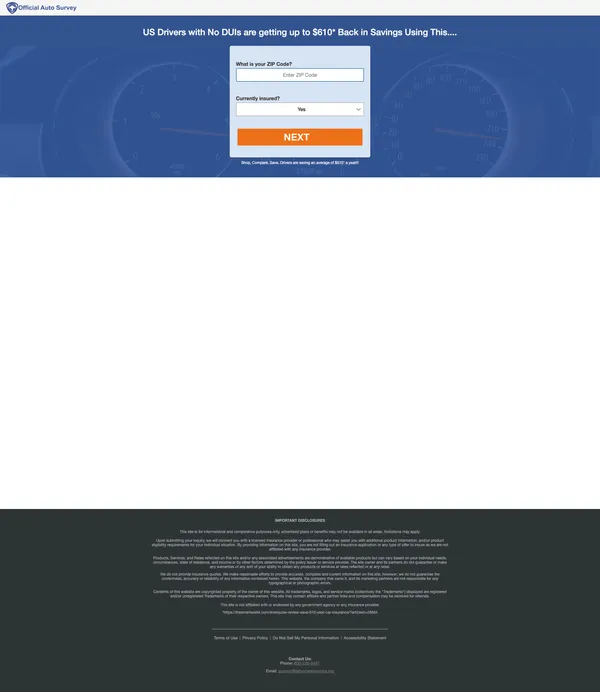 Official Auto Survey
US Drivers with No DUIs are getting up to $610* Back in Savings Using This....
What is your ZIP Code?
Enter ZIP Code
Currently insured?
Yes
NEXT
Shop, Compare, Save. Drivers are saving an average of $610* a year!!!
IMPORTANT DISCLOSURES
This site is for informational and comparative purposes only, advertised plans or benefits may not be available in all areas, limitations may apply.
Upon submitting your inquiry, we will connect you with a licensed insurance provider or professional who may assist you with additional product information, and/or product
eligibility requirements for your individual situation. By providing information on this site, you are not filling out an insurance application or any type of offer to insure as we are not
affiliated with any insurance provider.
Products, Services, and Rates reflected on this site and/or any associated advertisements are demonstrative of available products but can vary based on your individual needs,
circumstances, state of residence, and income or by other factors determined by the policy issuer or service provider. The site owner and its partners do not guarantee or make
any warranties of any sort of your ability to obtain any products or services as rates referred to at any retail.
We do not provide insurance quotes. We make reasonable efforts to provide accurate, complete and current information on this site, however, we do not guarantee the
correctness, accuracy or reliability of any information contained herein. This website, the company that owns it, and its marketing partners are not responsible for any
typographical or photographic errors.
Contents of this website are copyrighted property of the owner of this website. All trademarks, logos, and service marks (collectively the "Trademarks") displayed are registered
and/or unregistered Trademarks of their respective owners. This site may contain affiliate and partner links and compensation may be received for referrals.
This site is not affiliated with or endorsed by any government agency or any insurance provider.
Terms of Use | Privacy Policy | Do Not Sell My Personal Information | Accessibility Statement
Contact Us:
Phone:
Email: